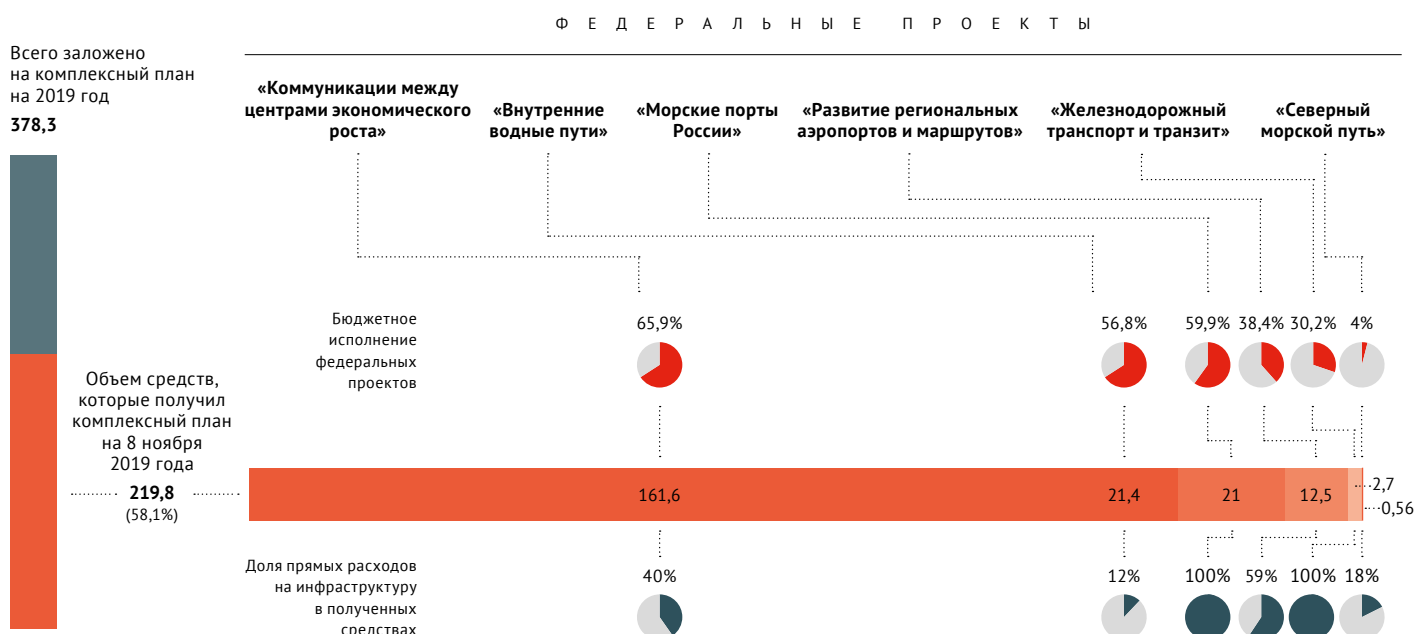 ФЕДЕРАЛЬНЫЕ ПРОЕКТЫ
Всего заложено
на комплексный план
на 2019 год
378,3
«Коммуникации между
центрами экономического
роста»
«Внутренние
водные пути»
«Морские порты
России»
«Развитие региональных
аэропортов и маршрутов»
«Железнодорожный
транспорт и транзит»
«Северный
морской путь»
Бюджетное
исполнение
федеральных
проектов
65,9%
56,8%
59,9%
38,4%
30,2%
4%
Объем средств,
которые получил
комплексный план
на 8 ноября
2019 года
219,8
(58,1%)
161,6
21,4
21
12,5
2,7
0,56
Доля прямых расходов
на инфраструктуру
в полученных
средствах
40%
12%
100%
59%
100%
18%